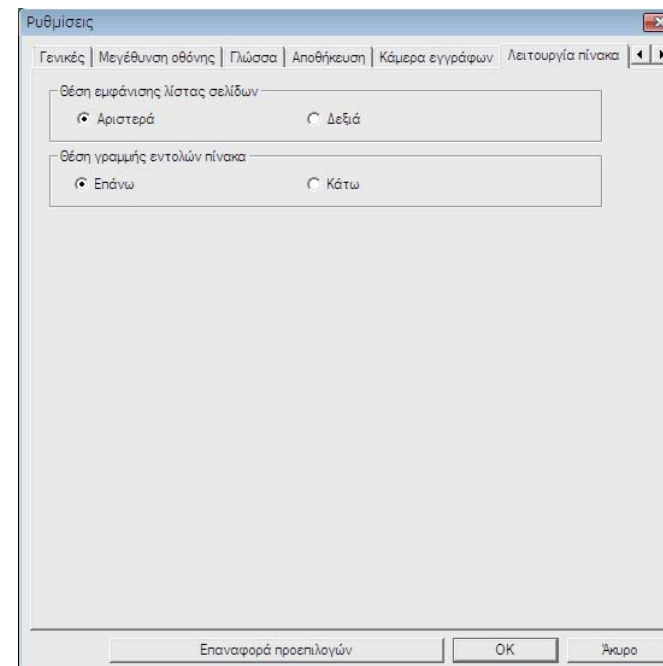 Ρυθμίσεις
Γενικές Μεγέθυνση οθόνης Γλώσσα Αποθήκευση Κάμερα εγγράφων Λειτουργία πίνακα
Θέση εμφάνισης λίστας σελίδων
Αριστερά Δεξιά
Θέση γραμμής εντολών πίνακα
Επάνω Κάτω
Επαναφορά προεπιλογών OK Άκυρο